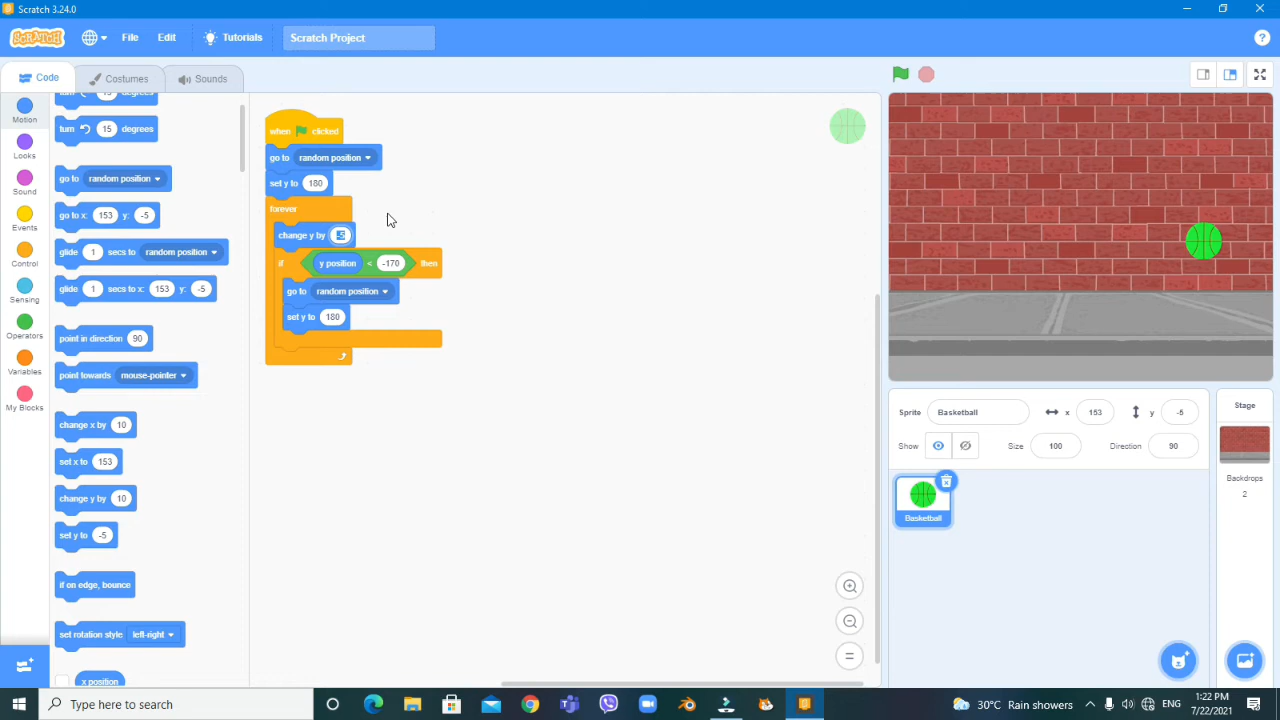 Scratch 3.24.0
SCRATCH File Edit Tutorials Scratch Project
Code Costumes Sounds
Motion
Looks
Sound
Events
Control
Sensing
Operators
Variables
My Blocks
turn 15 degrees
turn 15 degrees
go to random position
go to x: 153 y: -5
glide 1 secs to random position
glide 1 secs to x: 153 y: -5
point in direction 90
point towards mouse-pointer
change x by 10
set x to 153
change y by 10
set y to -5
if on edge, bounce
set rotation style left-right
x position
when clicked
go to random position
set y to 180
forever
change y by
if y position < -170 then
go to random position
set y to 180
Sprite Basketball x 153 y -5
Show Size 100 Direction 90
Basketball
Stage
Backdrops
2
Type here to search
30°C Rain showers
ENG
1:22 PM
7/22/2021